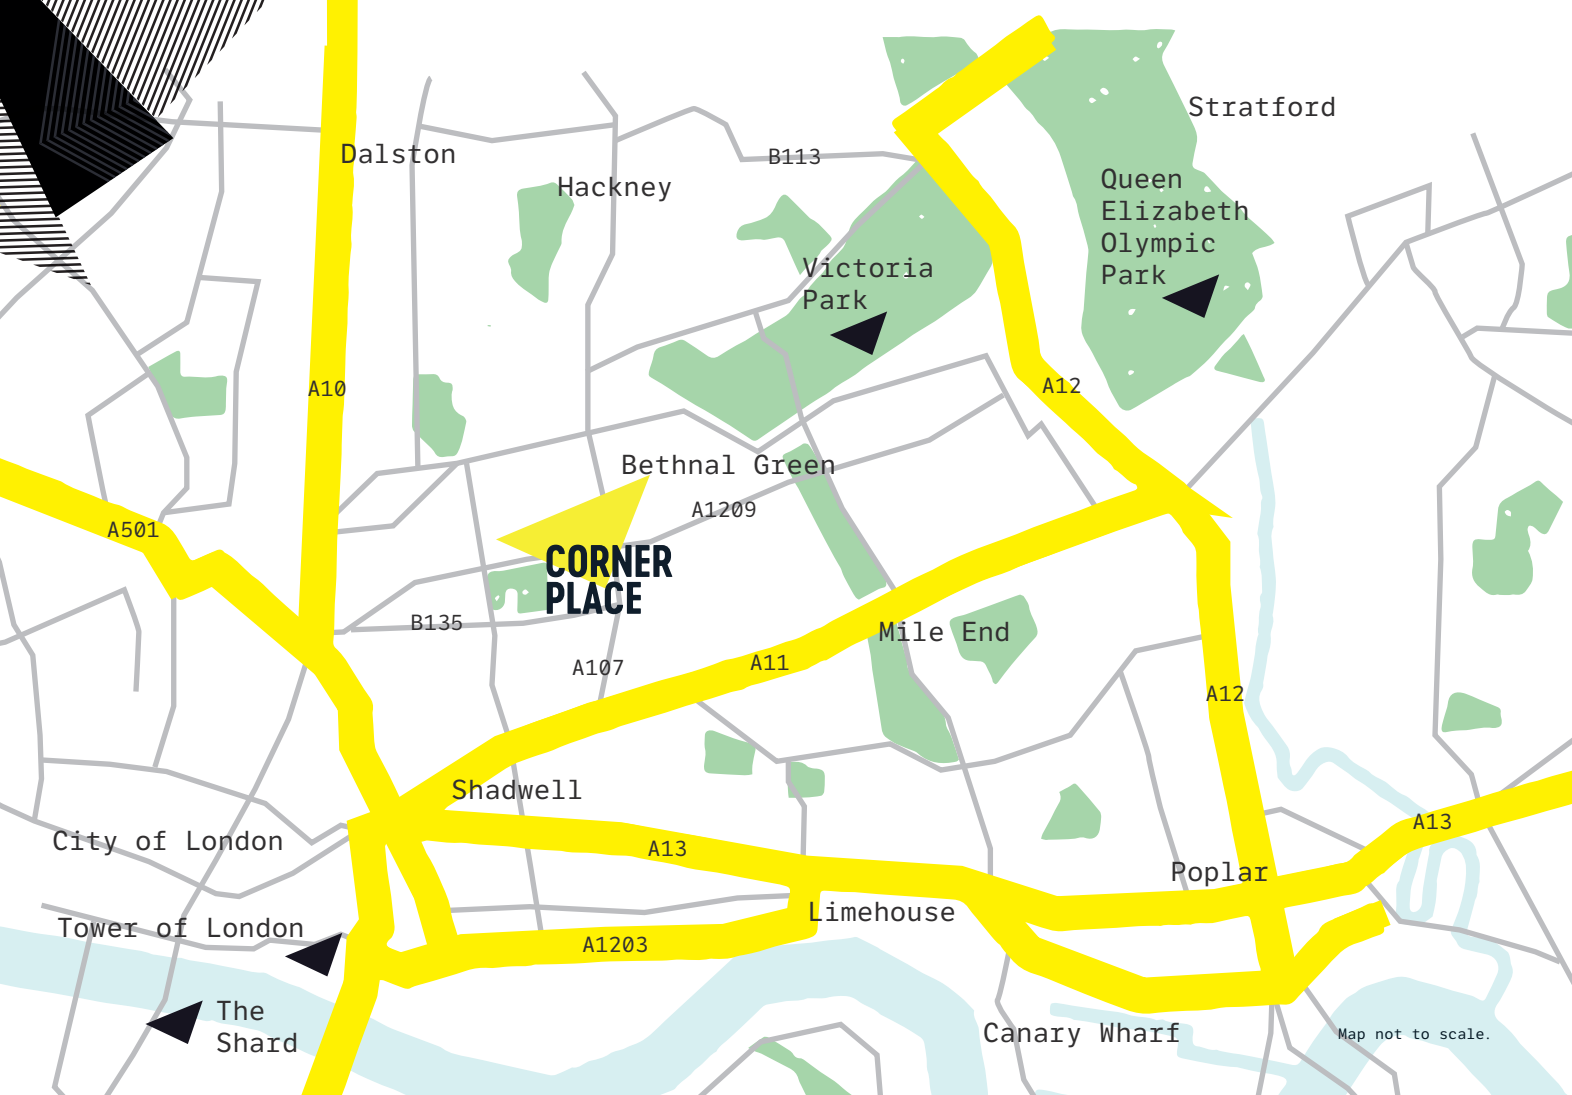 Stratford
Dalston
B113
Hackney
Queen
Elizabeth
Olympic
Park
Victoria
Park
A10
A12
Bethnal Green
A1209
A501
CORNER
PLACE
B135
Mile End
A107
A11
A12
Shadwell
A13
City of London
A13
Poplar
Limehouse
Tower of London
A1203
The
Shard
Canary Wharf
Map not to scale.